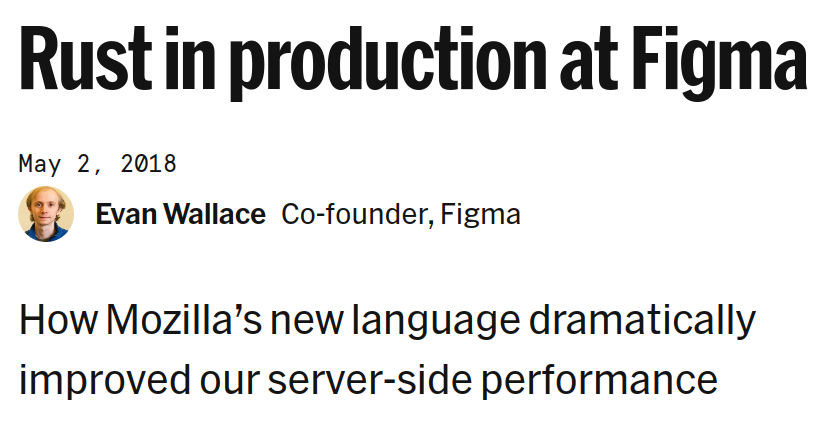 Rust in production at Figma
May 2, 2018
Evan Wallace Co-founder, Figma
How Mozilla’s new language dramatically
improved our server-side performance